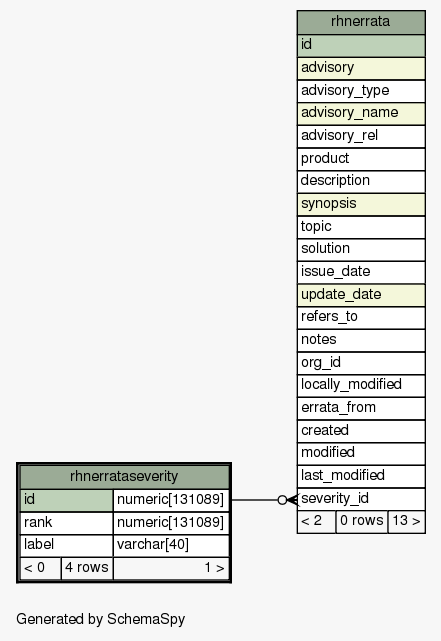 rhnerrata
id
advisory
advisory_type
advisory_name
advisory_rel
product
description
synopsis
topic
solution
issue_date
update_date
refers_to
notes
org_id
locally_modified
errata_from
created
modified
last_modified
severity_id
< 2 0 rows 13 >
rhnerrataseverity
id numeric[131089]
rank numeric[131089]
label varchar[40]
< 0 4 rows 1 >
Generated by SchemaSpy